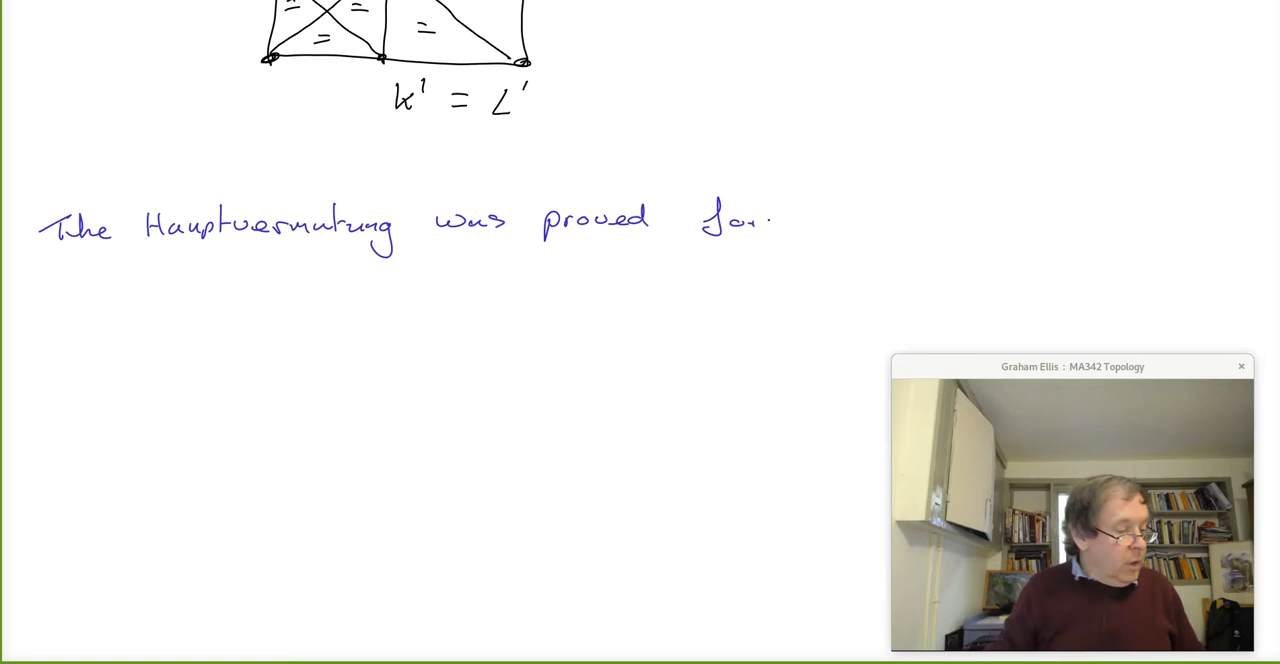 K' = L'
The Hauptvermutung was proved for
Graham Ellis : MA342 Topology